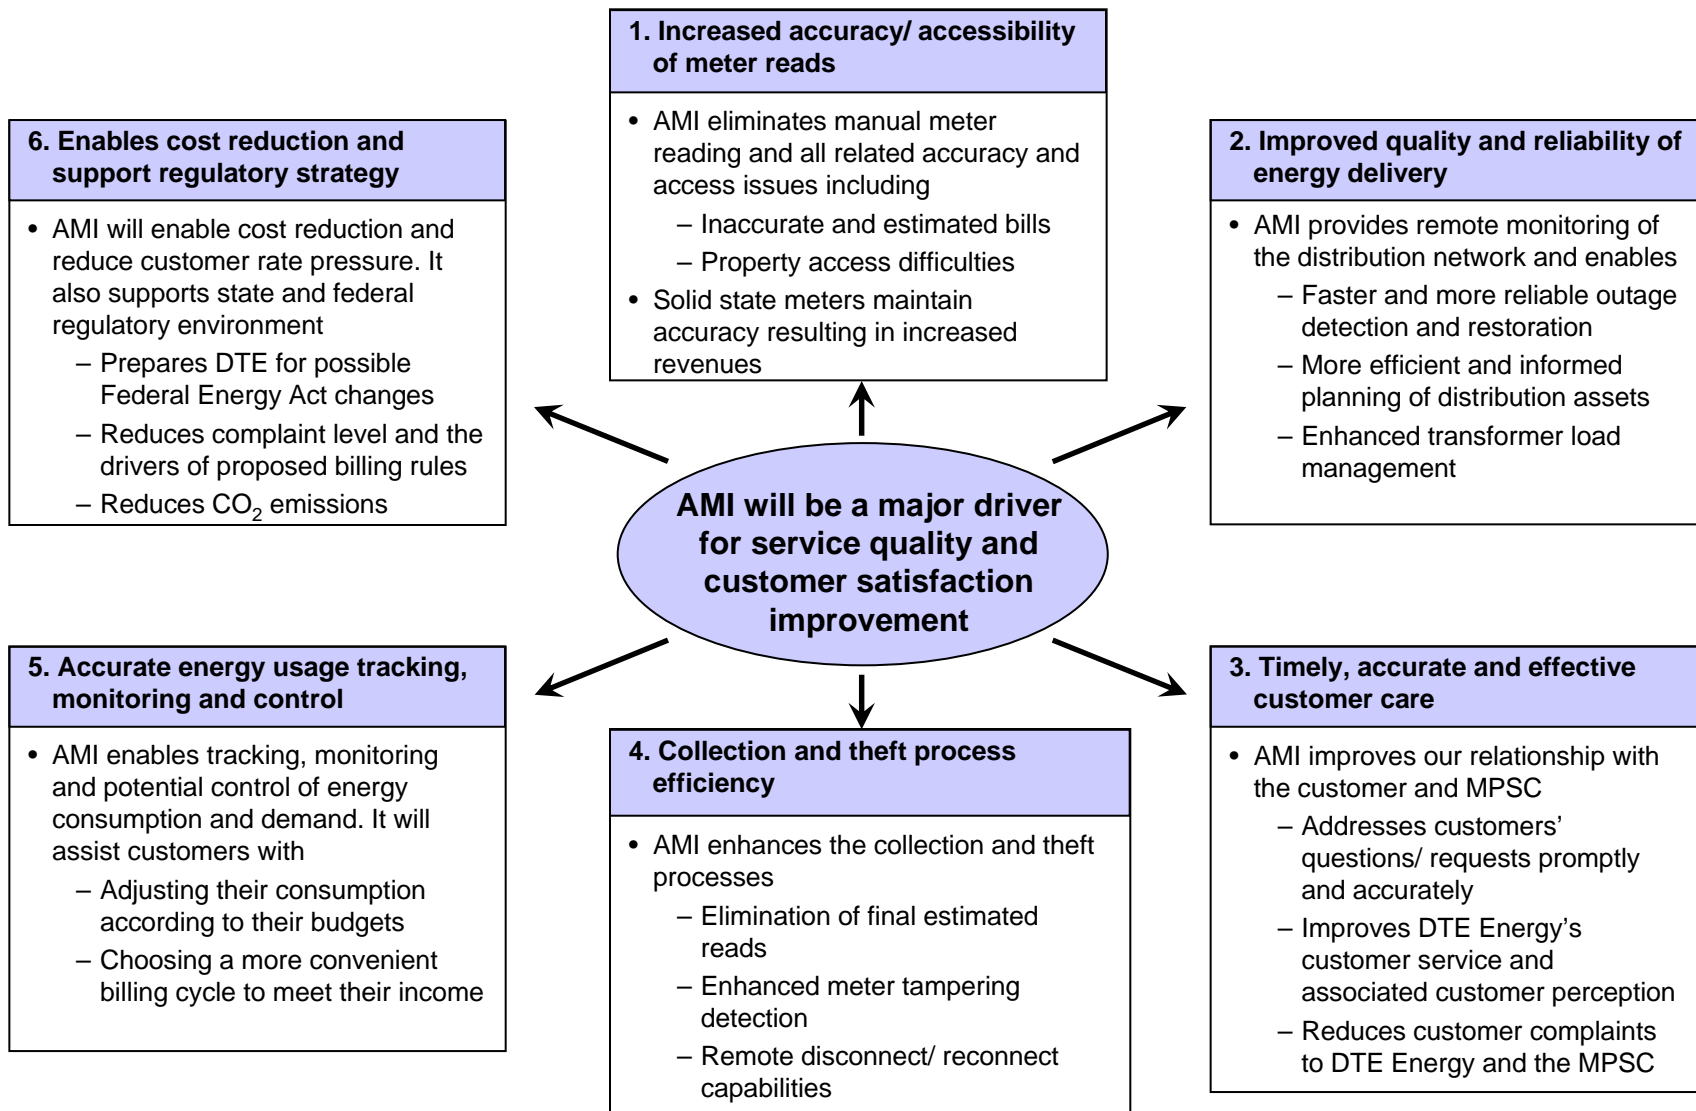 1. Increased accuracy/ accessibility
of meter reads
• AMI eliminates manual meter
reading and all related accuracy and
access issues including
– Inaccurate and estimated bills
– Property access difficulties
• Solid state meters maintain
accuracy resulting in increased
revenues
2. Improved quality and reliability of
energy delivery
• AMI provides remote monitoring of
the distribution network and enables
– Faster and more reliable outage
detection and restoration
– More efficient and informed
planning of distribution assets
– Enhanced transformer load
management
3. Timely, accurate and effective
customer care
• AMI improves our relationship with
the customer and MPSC
– Addresses customers’
questions/ requests promptly
and accurately
– Improves DTE Energy’s
customer service and
associated customer perception
– Reduces customer complaints
to DTE Energy and the MPSC
4. Collection and theft process
efficiency
• AMI enhances the collection and theft
processes
– Elimination of final estimated
reads
– Enhanced meter tampering
detection
– Remote disconnect/ reconnect
capabilities
5. Accurate energy usage tracking,
monitoring and control
• AMI enables tracking, monitoring
and potential control of energy
consumption and demand. It will
assist customers with
– Adjusting their consumption
according to their budgets
– Choosing a more convenient
billing cycle to meet their income
6. Enables cost reduction and
support regulatory strategy
• AMI will enable cost reduction and
reduce customer rate pressure. It
also supports state and federal
regulatory environment
– Prepares DTE for possible
Federal Energy Act changes
– Reduces complaint level and the
drivers of proposed billing rules
– Reduces CO₂ emissions
AMI will be a major driver
for service quality and
customer satisfaction
improvement